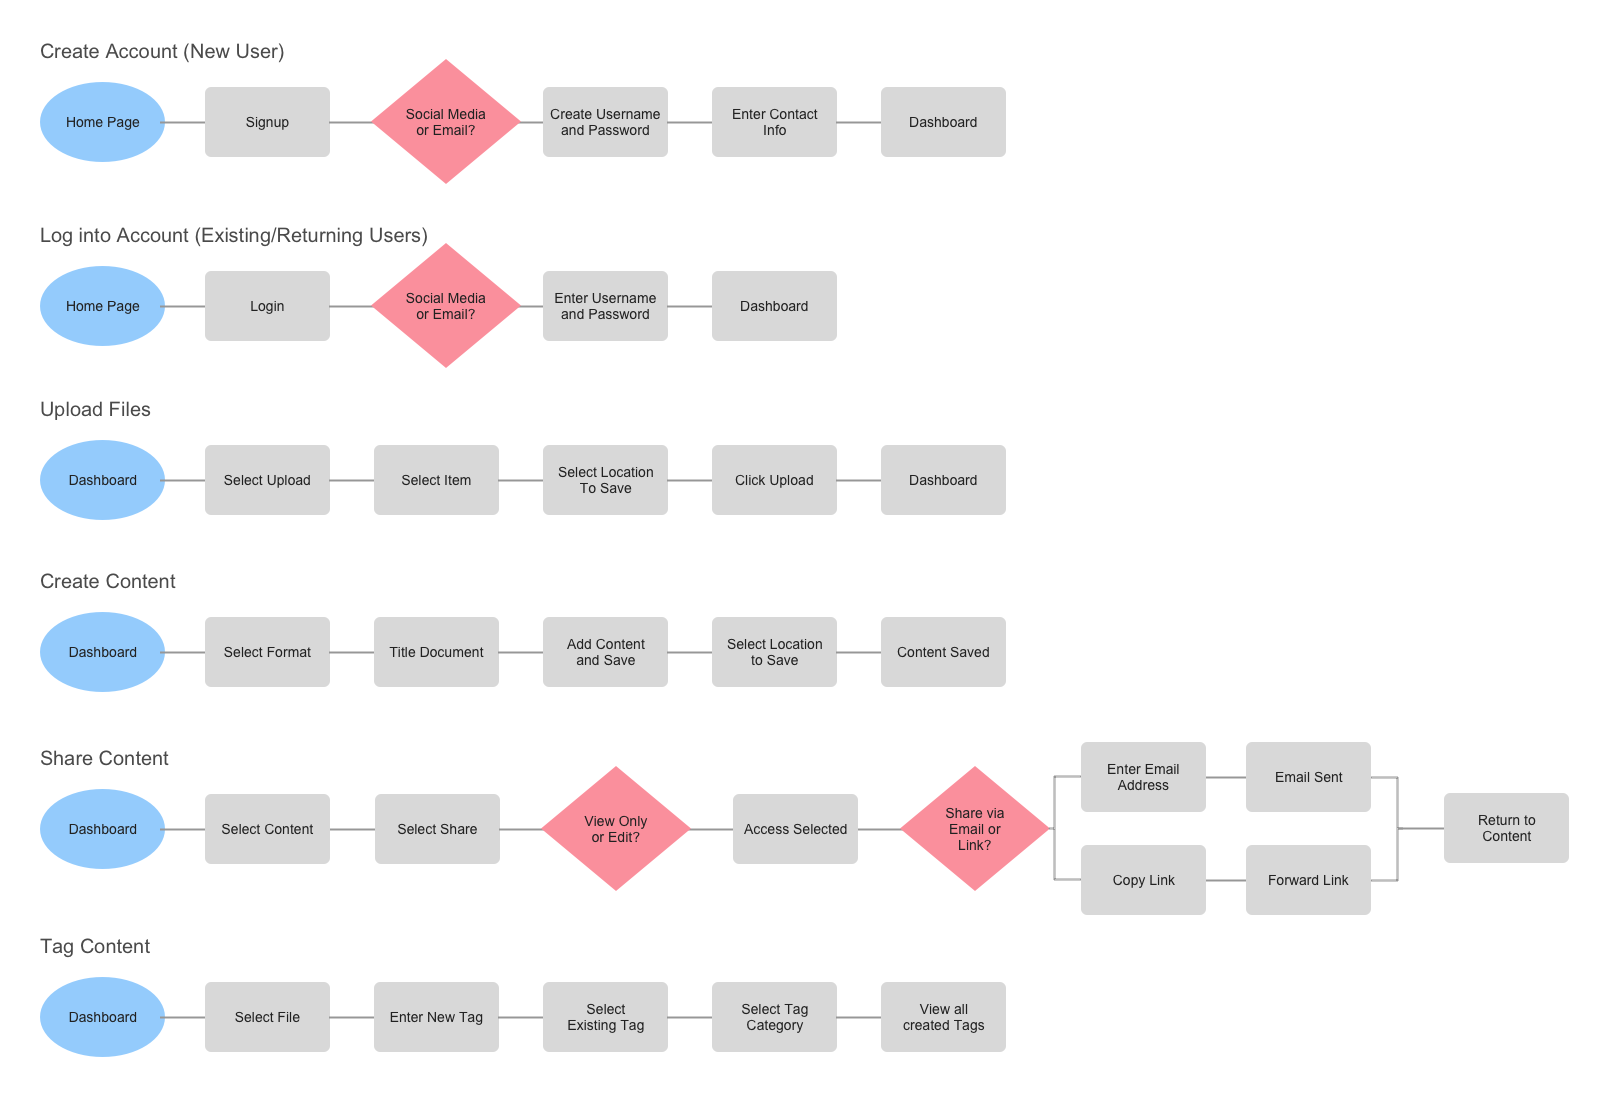 Create Account (New User)
Home Page
Signup
Social Media
or Email?
Create Username
and Password
Enter Contact
Info
Dashboard
Log into Account (Existing/Returning Users)
Home Page
Login
Social Media
or Email?
Enter Username
and Password
Dashboard
Upload Files
Dashboard
Select Upload
Select Item
Select Location
To Save
Click Upload
Dashboard
Create Content
Dashboard
Select Format
Title Document
Add Content
and Save
Select Location
to Save
Content Saved
Share Content
Dashboard
Select Content
Select Share
View Only
or Edit?
Access Selected
Share via
Email or
Link?
Enter Email
Address
Email Sent
Copy Link
Forward Link
Return to
Content
Tag Content
Dashboard
Select File
Enter New Tag
Select
Existing Tag
Select Tag
Category
View all
created Tags